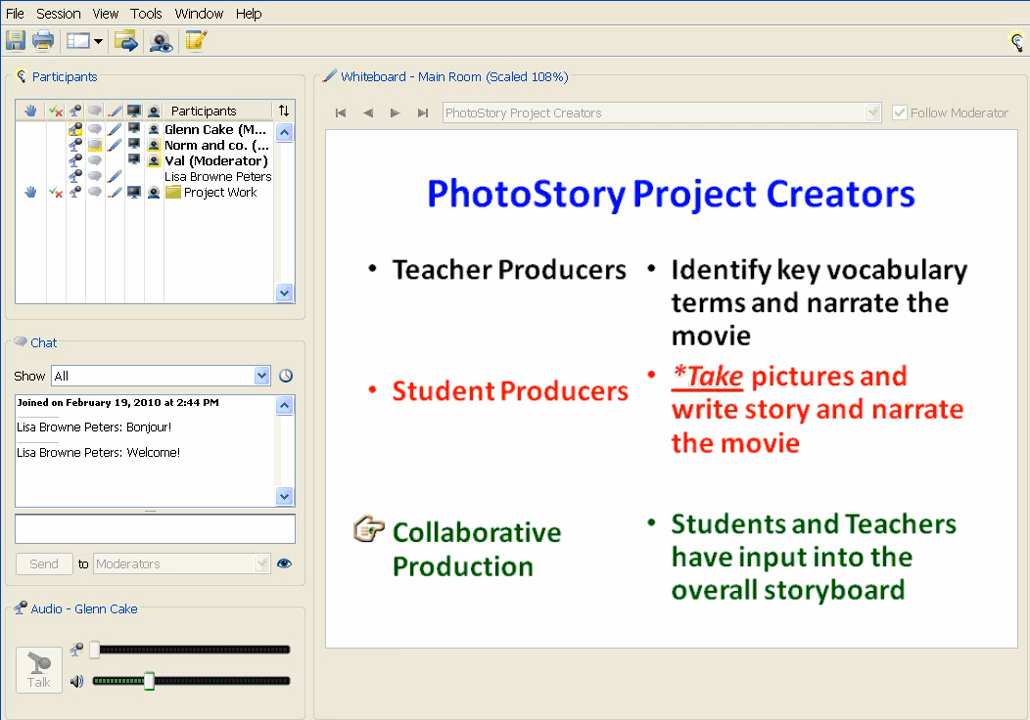 File Session View Tools Window Help
Participants
Participants
Glenn Cake (M...
Norm and co. (...
Val (Moderator)
Lisa Browne Peters
Project Work
Chat
Show All
Joined on February 19, 2010 at 2:44 PM
Lisa Browne Peters: Bonjour!
Lisa Browne Peters: Welcome!
Send to Moderators
Audio - Glenn Cake
Talk
Whiteboard - Main Room (Scaled 108%)
PhotoStory Project Creators Follow Moderator
PhotoStory Project Creators
• Teacher Producers
• Identify key vocabulary
terms and narrate the
movie
• Student Producers
• *Take pictures and
write story and narrate
the movie
Collaborative
Production
• Students and Teachers
have input into the
overall storyboard